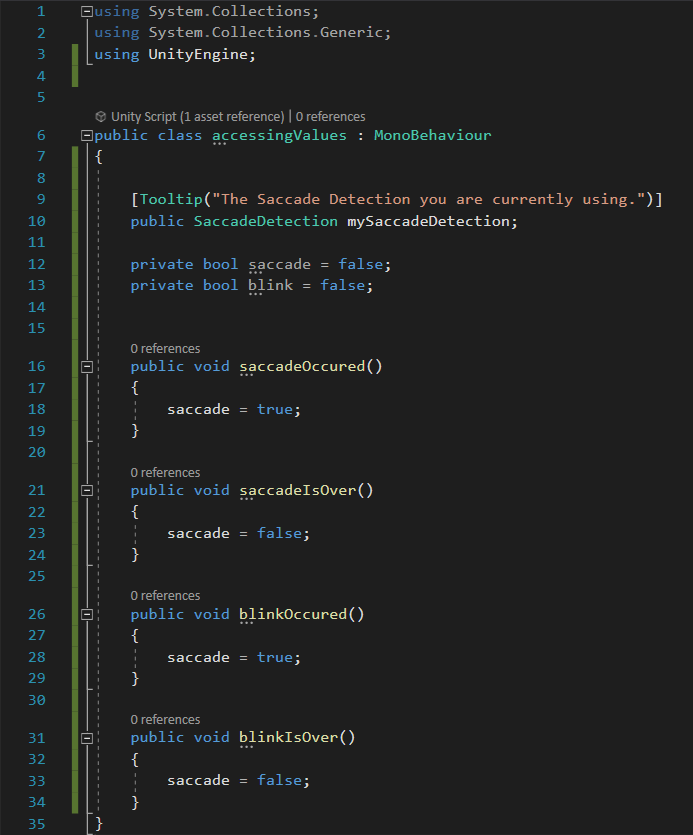 1 using System.Collections;
2 using System.Collections.Generic;
3 using UnityEngine;
4
5
Unity Script (1 asset reference) | 0 references
6 public class accessingValues : MonoBehaviour
7 {
8
9 [Tooltip("The Saccade Detection you are currently using.")]
10 public SaccadeDetection mySaccadeDetection;
11
12 private bool saccade = false;
13 private bool blink = false;
14
15
0 references
16 public void saccadeOccured()
17 {
18 saccade = true;
19 }
20
0 references
21 public void saccadeIsOver()
22 {
23 saccade = false;
24 }
25
0 references
26 public void blinkOccured()
27 {
28 saccade = true;
29 }
30
0 references
31 public void blinkIsOver()
32 {
33 saccade = false;
34 }
35 }